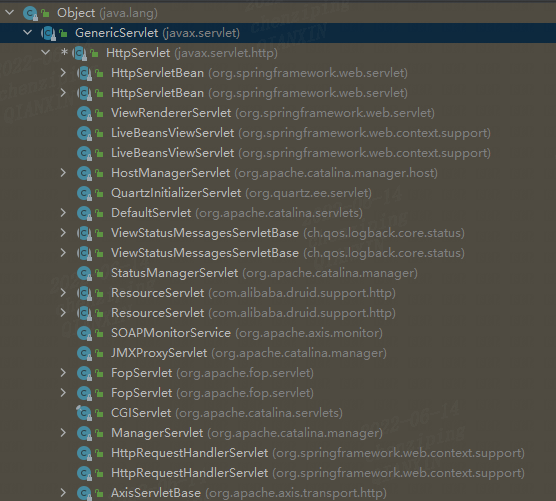 Object (java.lang)
GenericServlet (javax.servlet)
* HttpServlet (javax.servlet.http)
HttpServletBean (org.springframework.web.servlet)
HttpServletBean (org.springframework.web.servlet)
ViewRendererServlet (org.springframework.web.servlet)
LiveBeansViewServlet (org.springframework.web.context.support)
LiveBeansViewServlet (org.springframework.web.context.support)
HostManagerServlet (org.apache.catalina.manager.host)
QuartzInitializerServlet (org.quartz.ee.servlet)
DefaultServlet (org.apache.catalina.servlets)
ViewStatusMessagesServletBase (ch.qos.logback.core.status)
ViewStatusMessagesServletBase (ch.qos.logback.core.status)
StatusManagerServlet (org.apache.catalina.manager)
ResourceServlet (com.alibaba.druid.support.http)
ResourceServlet (com.alibaba.druid.support.http)
SOAPMonitorService (org.apache.axis.monitor)
JMXProxyServlet (org.apache.catalina.manager)
FopServlet (org.apache.fop.servlet)
FopServlet (org.apache.fop.servlet)
CGIServlet (org.apache.catalina.servlets)
ManagerServlet (org.apache.catalina.manager)
HttpRequestHandlerServlet (org.springframework.web.context.support)
HttpRequestHandlerServlet (org.springframework.web.context.support)
AxisServletBase (org.apache.axis.transport.http)